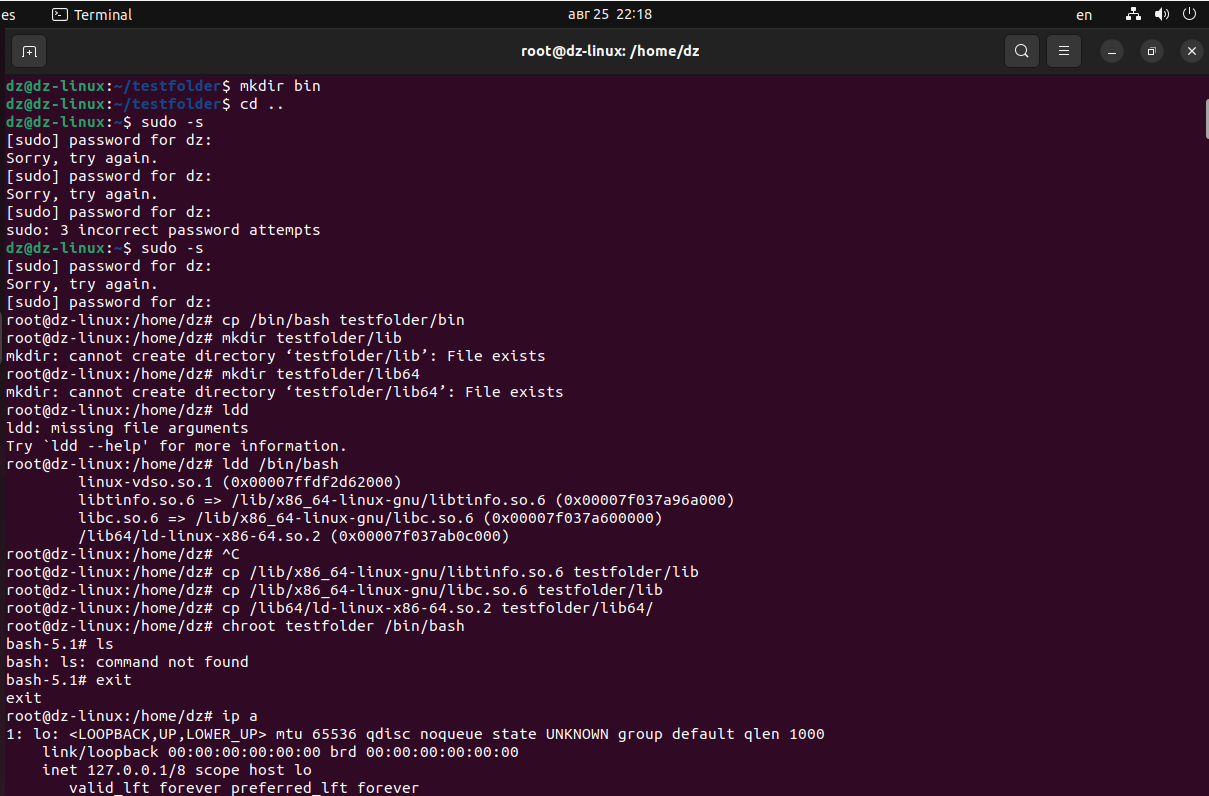 es
Terminal
авг 25 22:18
en
root@dz-linux: /home/dz
dz@dz-linux:~/testfolder$ mkdir bin
dz@dz-linux:~/testfolder$ cd ..
dz@dz-linux:~$ sudo -s
[sudo] password for dz:
Sorry, try again.
[sudo] password for dz:
Sorry, try again.
[sudo] password for dz:
sudo: 3 incorrect password attempts
dz@dz-linux:~$ sudo -s
[sudo] password for dz:
Sorry, try again.
[sudo] password for dz:
root@dz-linux:/home/dz# cp /bin/bash testfolder/bin
root@dz-linux:/home/dz# mkdir testfolder/lib
mkdir: cannot create directory ‘testfolder/lib’: File exists
root@dz-linux:/home/dz# mkdir testfolder/lib64
mkdir: cannot create directory ‘testfolder/lib64’: File exists
root@dz-linux:/home/dz# ldd
ldd: missing file arguments
Try `ldd --help' for more information.
root@dz-linux:/home/dz# ldd /bin/bash
        linux-vdso.so.1 (0x00007ffdf2d62000)
        libtinfo.so.6 => /lib/x86_64-linux-gnu/libtinfo.so.6 (0x00007f037a96a000)
        libc.so.6 => /lib/x86_64-linux-gnu/libc.so.6 (0x00007f037a600000)
        /lib64/ld-linux-x86-64.so.2 (0x00007f037ab0c000)
root@dz-linux:/home/dz# ^C
root@dz-linux:/home/dz# cp /lib/x86_64-linux-gnu/libtinfo.so.6 testfolder/lib
root@dz-linux:/home/dz# cp /lib/x86_64-linux-gnu/libc.so.6 testfolder/lib
root@dz-linux:/home/dz# cp /lib64/ld-linux-x86-64.so.2 testfolder/lib64/
root@dz-linux:/home/dz# chroot testfolder /bin/bash
bash-5.1# ls
bash: ls: command not found
bash-5.1# exit
exit
root@dz-linux:/home/dz# ip a
1: lo: <LOOPBACK,UP,LOWER_UP> mtu 65536 qdisc noqueue state UNKNOWN group default qlen 1000
    link/loopback 00:00:00:00:00:00 brd 00:00:00:00:00:00
    inet 127.0.0.1/8 scope host lo
       valid_lft forever preferred_lft forever